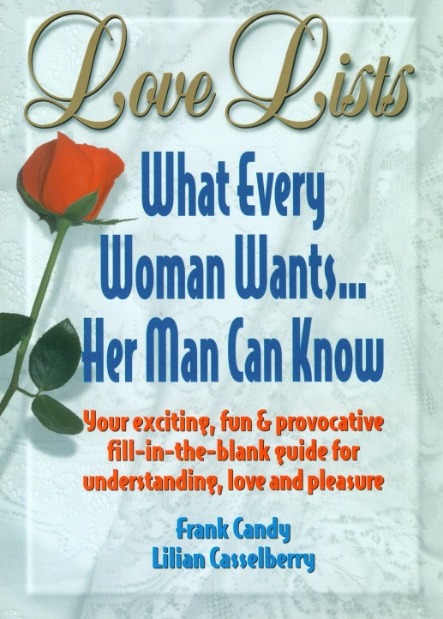 Love Lists
What Every
Woman Wants...
Her Man Can Know
Your exciting, fun & provocative
fill-in-the-blank guide for
understanding, love and pleasure
Frank Candy
Lilian Casselberry